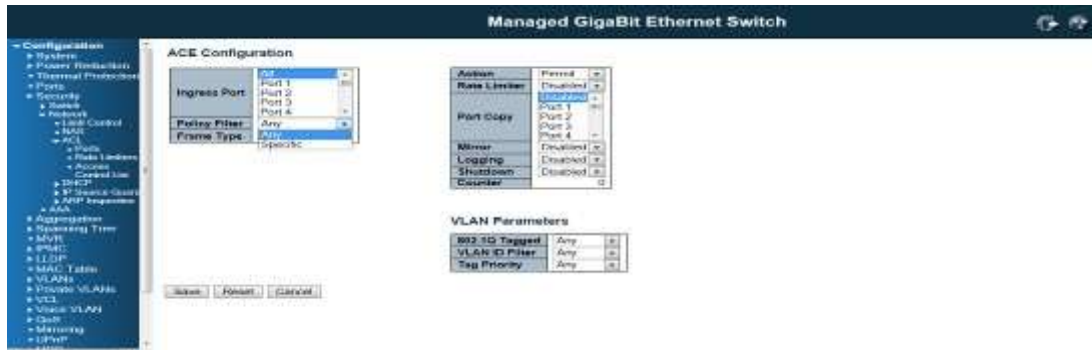 Managed GigaBit Ethernet Switch
Configuration
System
Power Reduction
Thermal Protection
Ports
Security
Switch
Network
Limit Control
NAS
ACL
Ports
Rate Limiters
Access
Control List
DHCP
IP Source Guard
ARP Inspection
AAA
Aggregation
Spanning Tree
MVR
IPMC
LLDP
MAC Table
VLANs
Private VLANs
VCL
Voice VLAN
QoS
Mirroring
UPnP
ACE Configuration
Ingress Port
All
Port 1
Port 2
Port 3
Port 4
Policy Filter Any
Frame Type Any
Specific
Action Permit
Rate Limiter Disabled
Port Copy
Disabled
Port 1
Port 2
Port 3
Port 4
Mirror Disabled
Logging Disabled
Shutdown Disabled
Counter 0
VLAN Parameters
802.1Q Tagged Any
VLAN ID Filter Any
Tag Priority Any
Save Reset Cancel